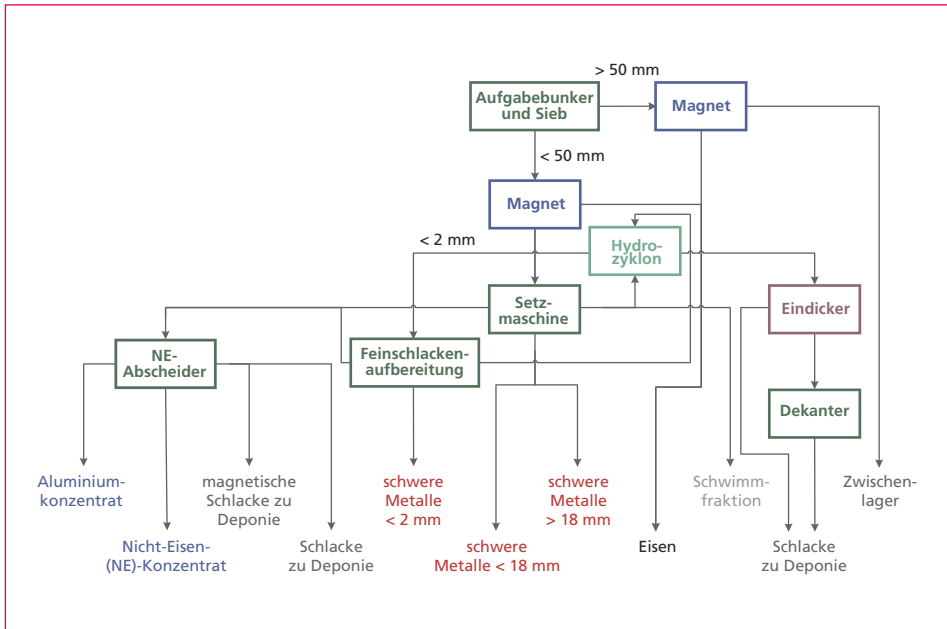 > 50 mm
Aufgabebunker
und Sieb
Magnet
< 50 mm
Magnet
< 2 mm
Hydro-
zyklon
Setz-
maschine
Eindicker
NE-
Abscheider
Feinschlacken-
aufbereitung
Dekanter
Aluminium-
konzentrat
magnetische
Schlacke zu
Deponie
schwere
Metalle
< 2 mm
schwere
Metalle
> 18 mm
Schwimm-
fraktion
Zwischen-
lager
Nicht-Eisen-
(NE)-Konzentrat
Schlacke
zu Deponie
schwere
Metalle < 18 mm
Eisen
Schlacke
zu Deponie